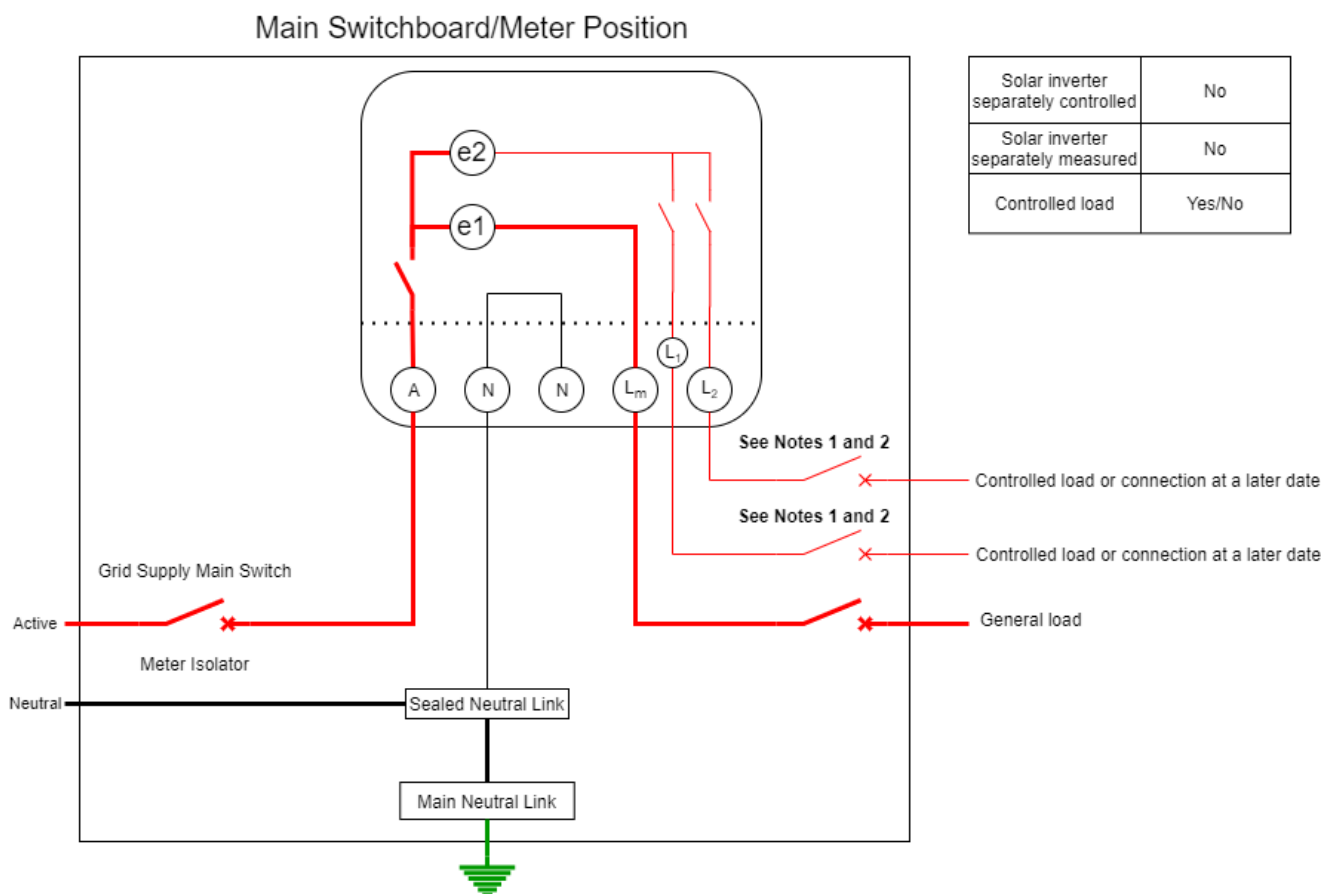 Main Switchboard/Meter Position
Solar inverter
separately controlled
No
Solar inverter
separately measured
No
Controlled load
Yes/No
e2
e1
L1
A
N
N
Lm
L2
See Notes 1 and 2
Controlled load or connection at a later date
See Notes 1 and 2
Controlled load or connection at a later date
Grid Supply Main Switch
Active
General load
Meter Isolator
Neutral
Sealed Neutral Link
Main Neutral Link